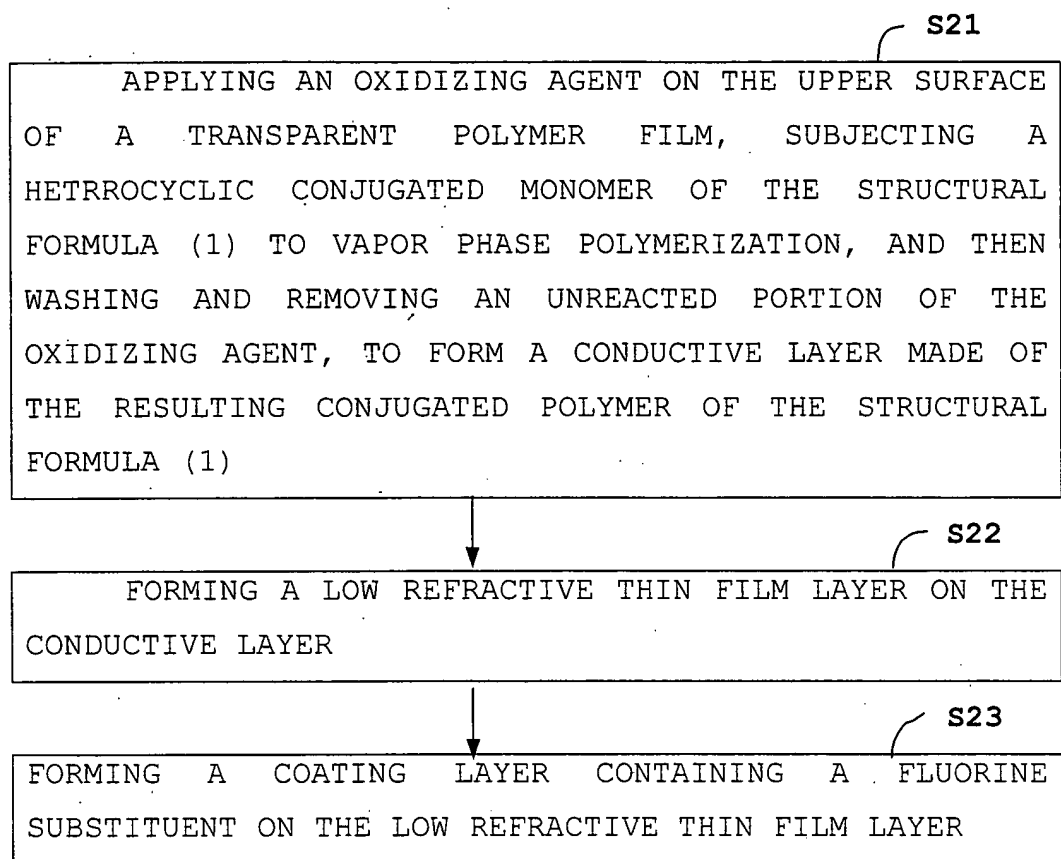 S21
APPLYING AN OXIDIZING AGENT ON THE UPPER SURFACE
OF A TRANSPARENT POLYMER FILM, SUBJECTING A
HETRROCYCLIC CONJUGATED MONOMER OF THE STRUCTURAL
FORMULA (1) TO VAPOR PHASE POLYMERIZATION, AND THEN
WASHING AND REMOVING AN UNREACTED PORTION OF THE
OXIDIZING AGENT, TO FORM A CONDUCTIVE LAYER MADE OF
THE RESULTING CONJUGATED POLYMER OF THE STRUCTURAL
FORMULA (1)
S22
FORMING A LOW REFRACTIVE THIN FILM LAYER ON THE
CONDUCTIVE LAYER
S23
FORMING A COATING LAYER CONTAINING A FLUORINE
SUBSTITUENT ON THE LOW REFRACTIVE THIN FILM LAYER